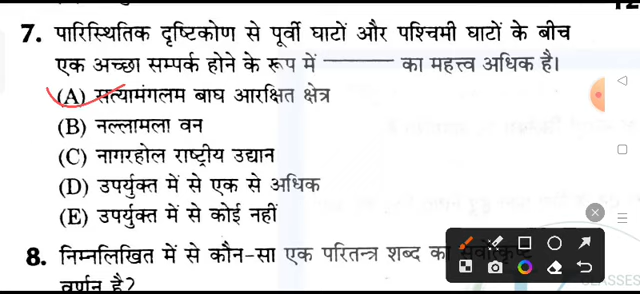 7. पारिस्थितिक दृष्टिकोण से पूर्वी घाटों और पश्चिमी घाटों के बीच
एक अच्छा सम्पर्क होने के रूप में ――― का महत्त्व अधिक है।
(A) सत्यामंगलम बाघ आरक्षित क्षेत्र
(B) नल्लामला वन
(C) नागरहोल राष्ट्रीय उद्यान
(D) उपर्युक्त में से एक से अधिक
(E) उपर्युक्त में से कोई नहीं
8. निम्नलिखित में से कौन-सा एक परितन्त्र शब्द का सर्वोत्कृष्ट
वर्णन है?